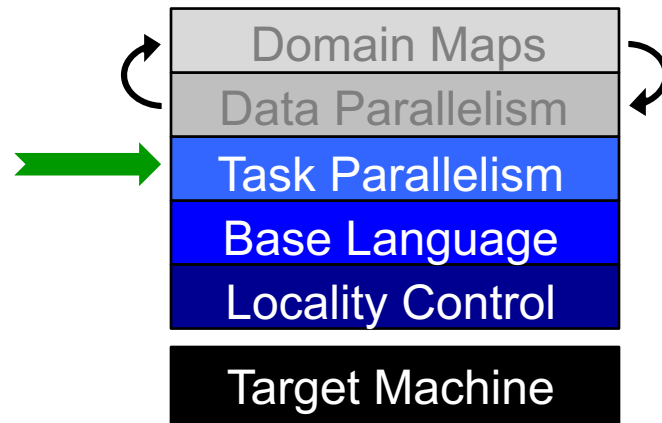 Domain Maps
Data Parallelism
Task Parallelism
Base Language
Locality Control
Target Machine